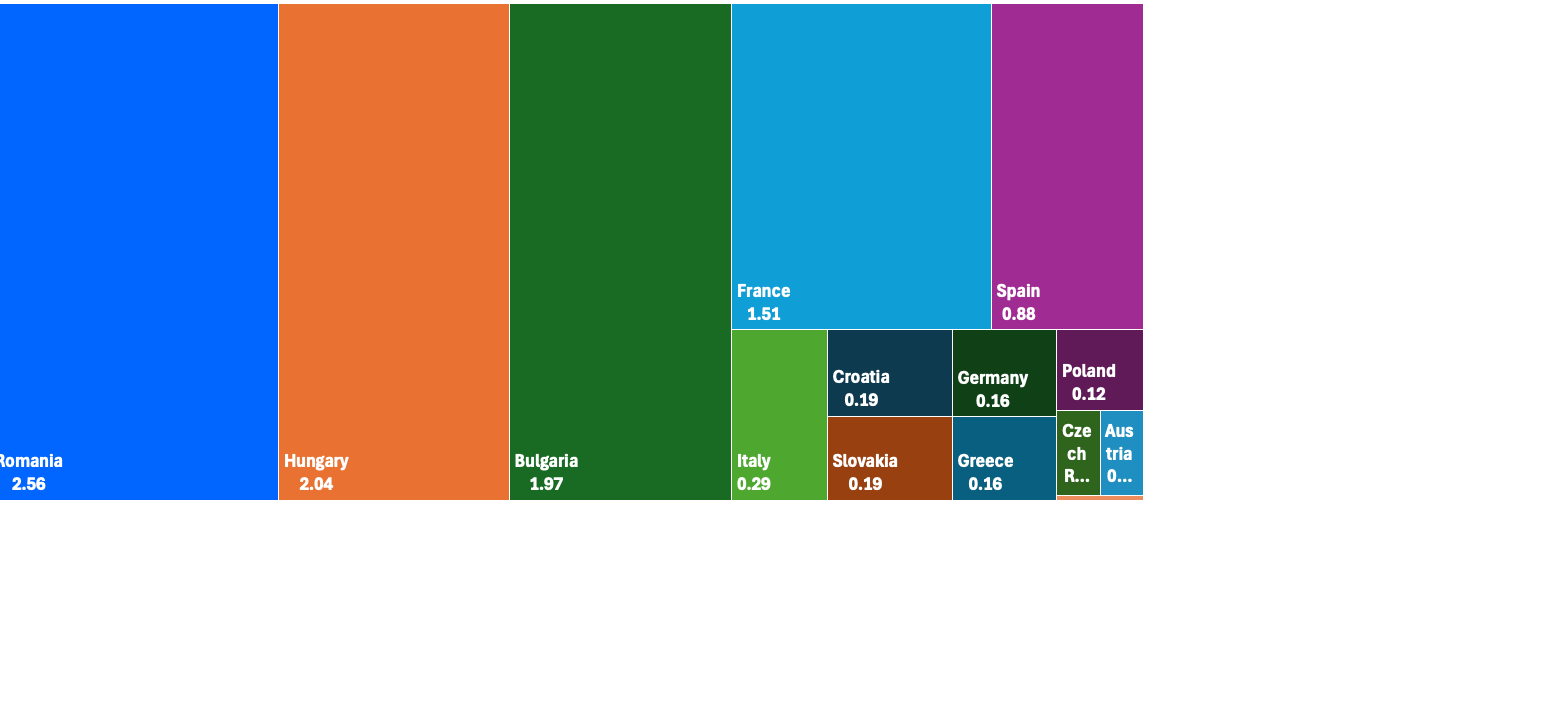 Romania
2.56
Hungary
2.04
Bulgaria
1.97
France
1.51
Spain
0.88
Italy
0.29
Croatia
0.19
Slovakia
0.19
Germany
0.16
Greece
0.16
Poland
0.12
Cze
ch
R...
Aus
tria
0...